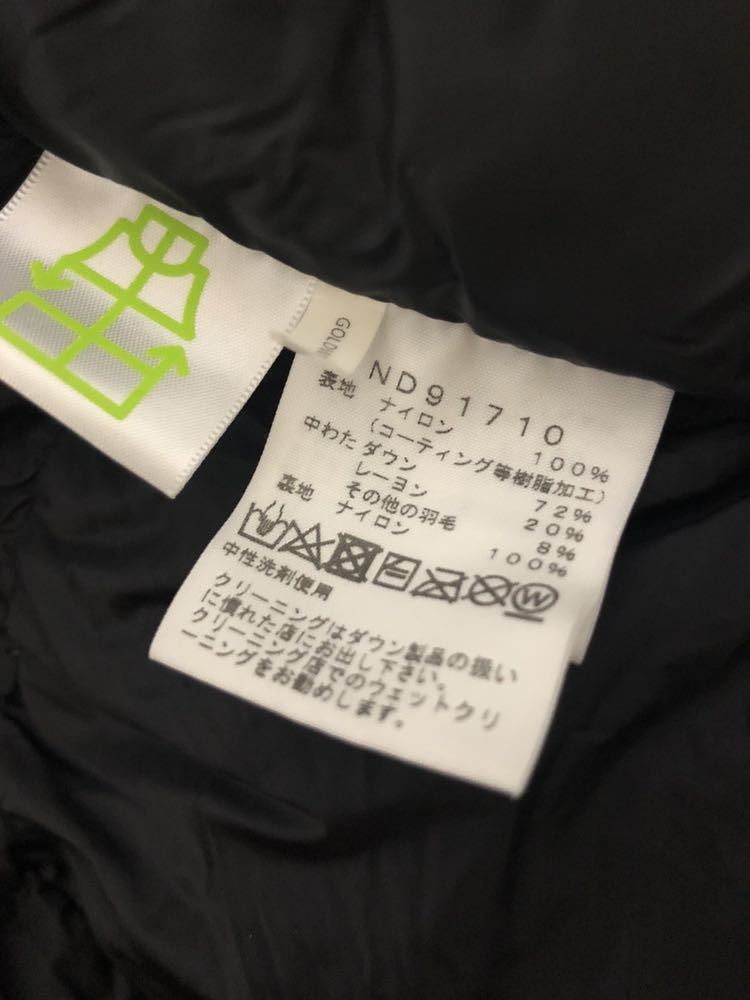 GOLDW
ND91710
表地 ナイロン 100%
(コーティング等樹脂加工)
中わた ダウン 72%
レーヨン 20%
その他の羽毛 8%
裏地 ナイロン 100%
W
中性洗剤使用
クリーニングはダウン製品の扱い
に慣れた店にお出し下さい。
クリーニング店でのウェットクリ
ーニングをお勧めします。